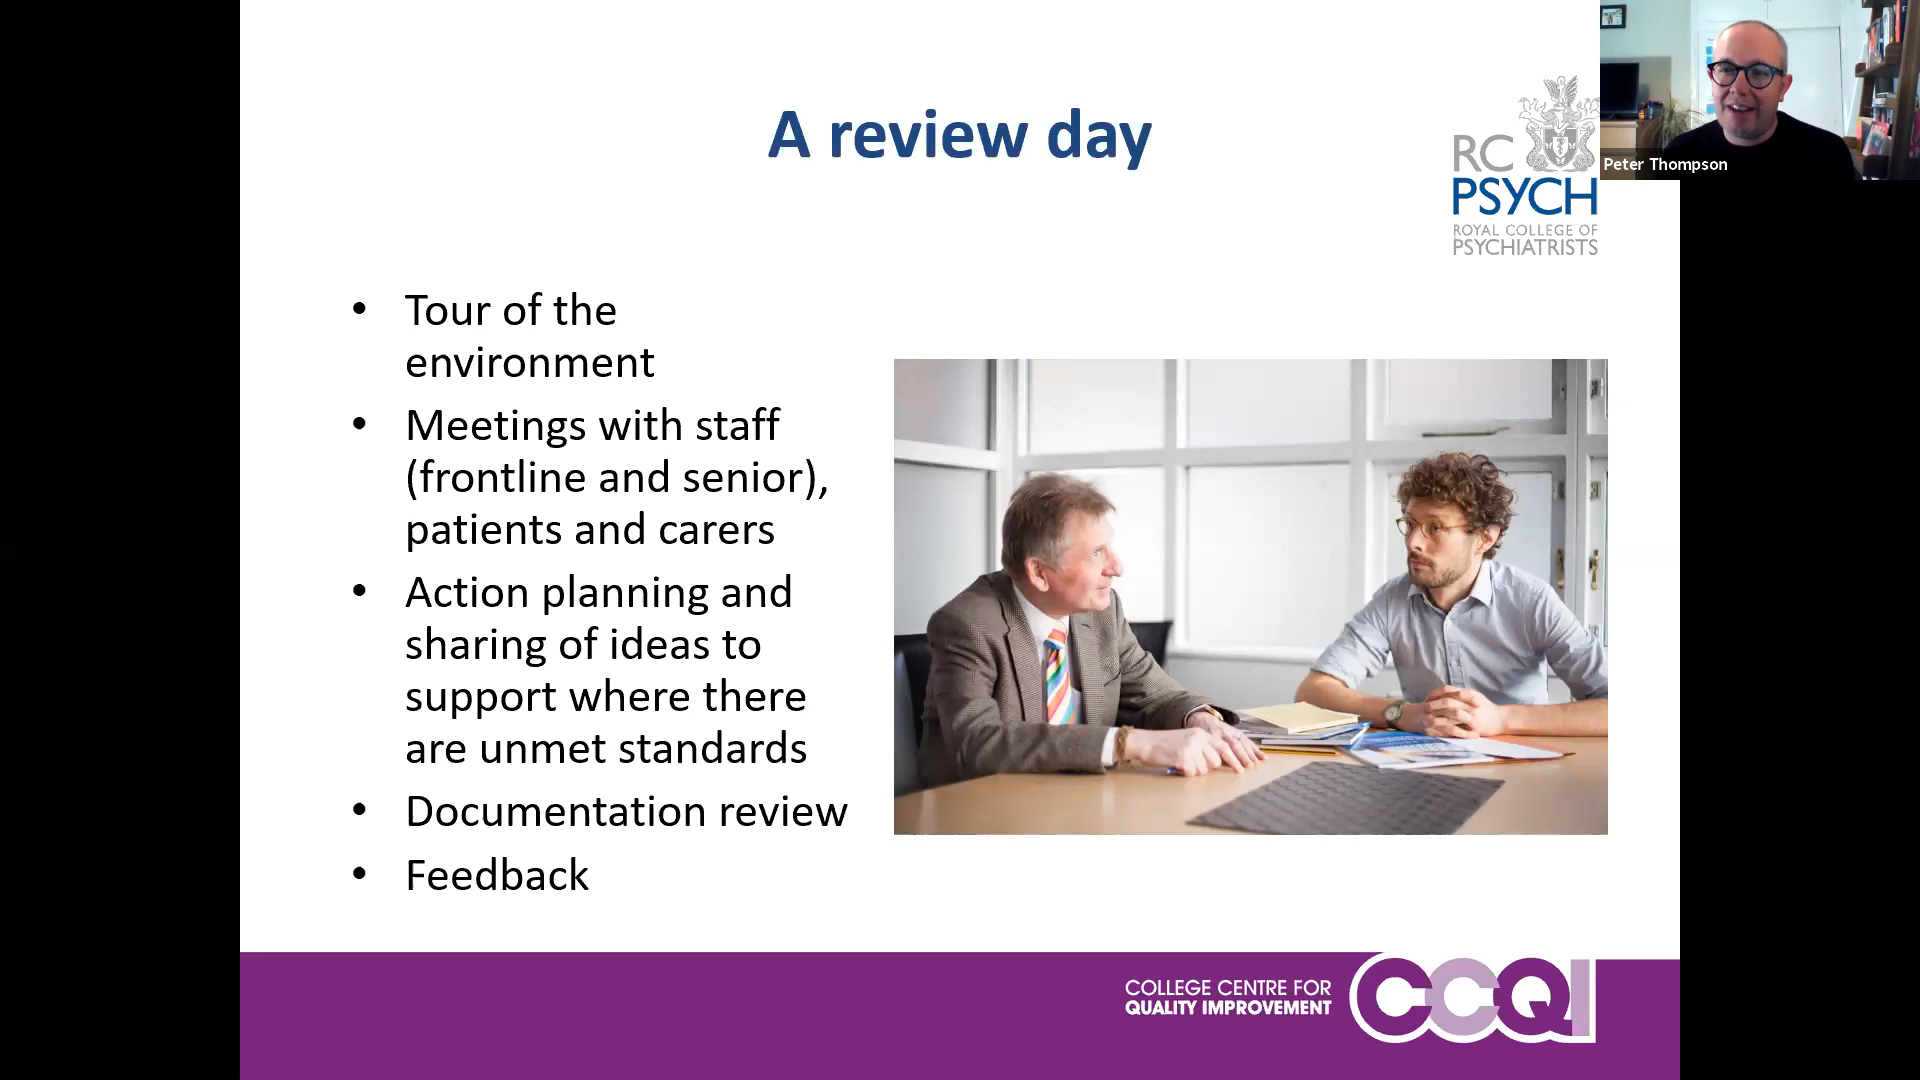 A review day
RC
PSYCH
ROYAL COLLEGE OF
PSYCHIATRISTS
Peter Thompson
• Tour of the
environment
• Meetings with staff
(frontline and senior),
patients and carers
• Action planning and
sharing of ideas to
support where there
are unmet standards
• Documentation review
• Feedback
COLLEGE CENTRE FOR
QUALITY IMPROVEMENT
CCQI